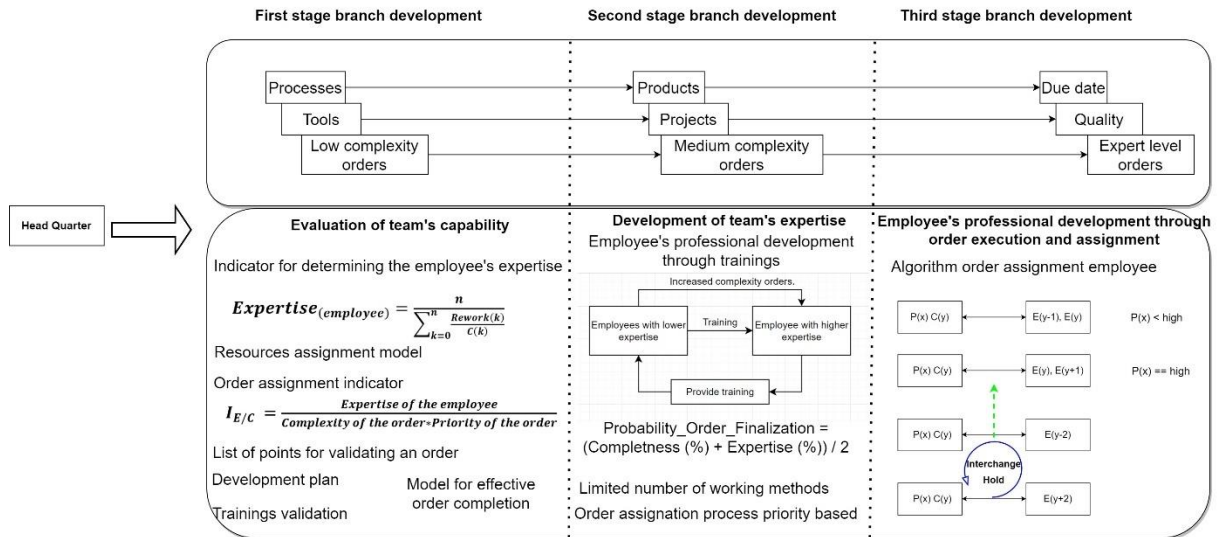 First stage branch development
Second stage branch development
Third stage branch development
Processes
Products
Due date
Tools
Projects
Quality
Low complexity
orders
Medium complexity
orders
Expert level
orders
Head Quarter
Evaluation of team's capability
Indicator for determining the employee's expertise
Expertise(employee) = n / ∑ⁿₖ₌₀ Rework(k) / C(k)
Resources assignment model
Order assignment indicator
I E/C = Expertise of the employee / Complexity of the order*Priority of the order
List of points for validating an order
Development plan
Model for effective
order completion
Trainings validation
Development of team's expertise
Employee's professional development
through trainings
Increased complexity orders.
Employees with lower
expertise
Training
Employee with higher
expertise
Provide training
Probability_Order_Finalization =
(Completness (%) + Expertise (%)) / 2
Limited number of working methods
Order assignation process priority based
Employee's professional development through
order execution and assignment
Algorithm order assignment employee
P(x) C(y)
E(y-1), E(y)
P(x) < high
P(x) C(y)
E(y), E(y+1)
P(x) == high
P(x) C(y)
E(y-2)
Interchange
Hold
P(x) C(y)
E(y+2)